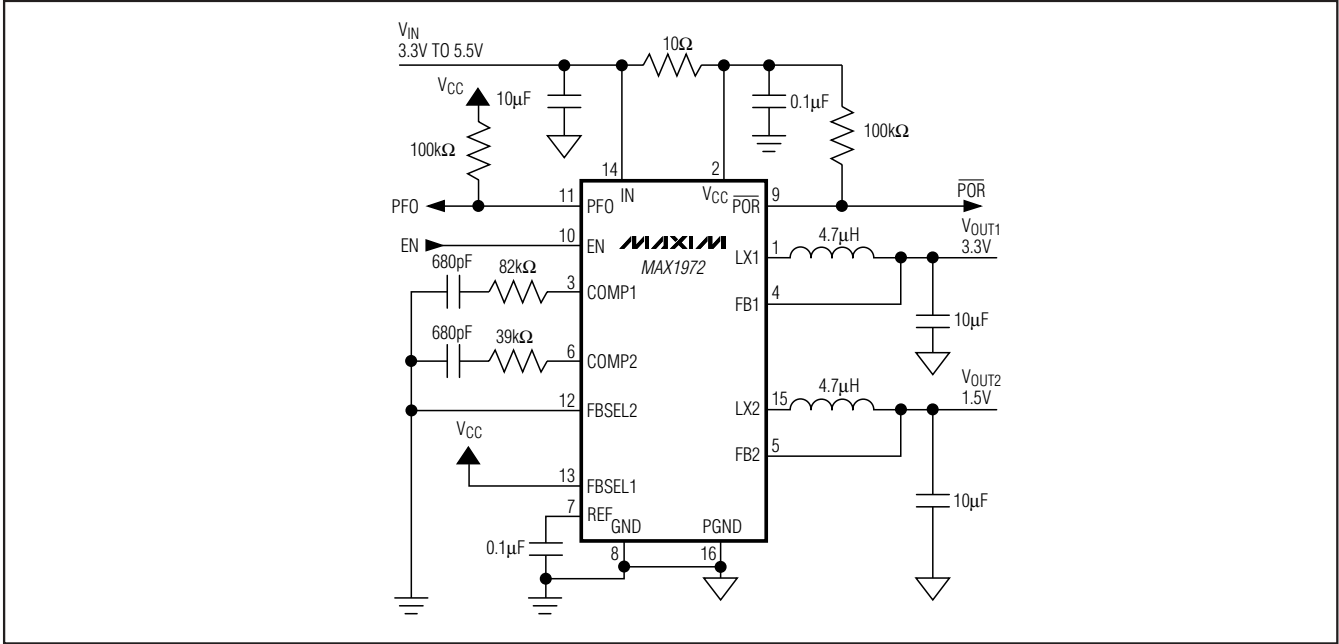 VIN
3.3V TO 5.5V
10Ω
VCC
10µF
0.1µF
100kΩ
100kΩ
14
2
IN
VCC
POR
9
POR
PFO
11
PFO
EN
10
EN
MAXIM
MAX1972
LX1
1
4.7µH
VOUT1
3.3V
680pF
82kΩ
3
COMP1
FB1
4
10µF
680pF
39kΩ
6
COMP2
LX2
15
4.7µH
VOUT2
1.5V
12
FBSEL2
FB2
5
VCC
13
FBSEL1
10µF
7
REF
GND
PGND
0.1µF
8
16